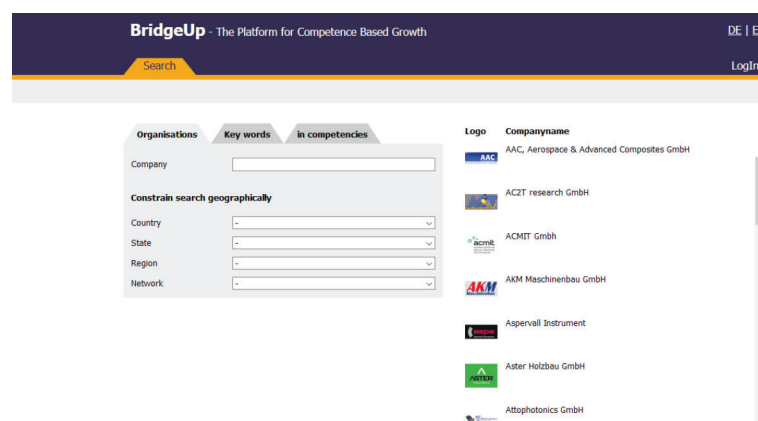 BridgeUp - The Platform for Competence Based Growth
DE | E
Search
LogIn
Organisations
Key words
in competencies
Company
Constrain search geographically
Country -
State -
Region -
Network -
Logo Companyname
AAC AAC, Aerospace & Advanced Composites GmbH
AC2T research GmbH
acmit ACMIT Gmbh
AKM AKM Maschinenbau GmbH
Aspervall Instrument
ASTER Aster Holzbau GmbH
Attophotonics GmbH